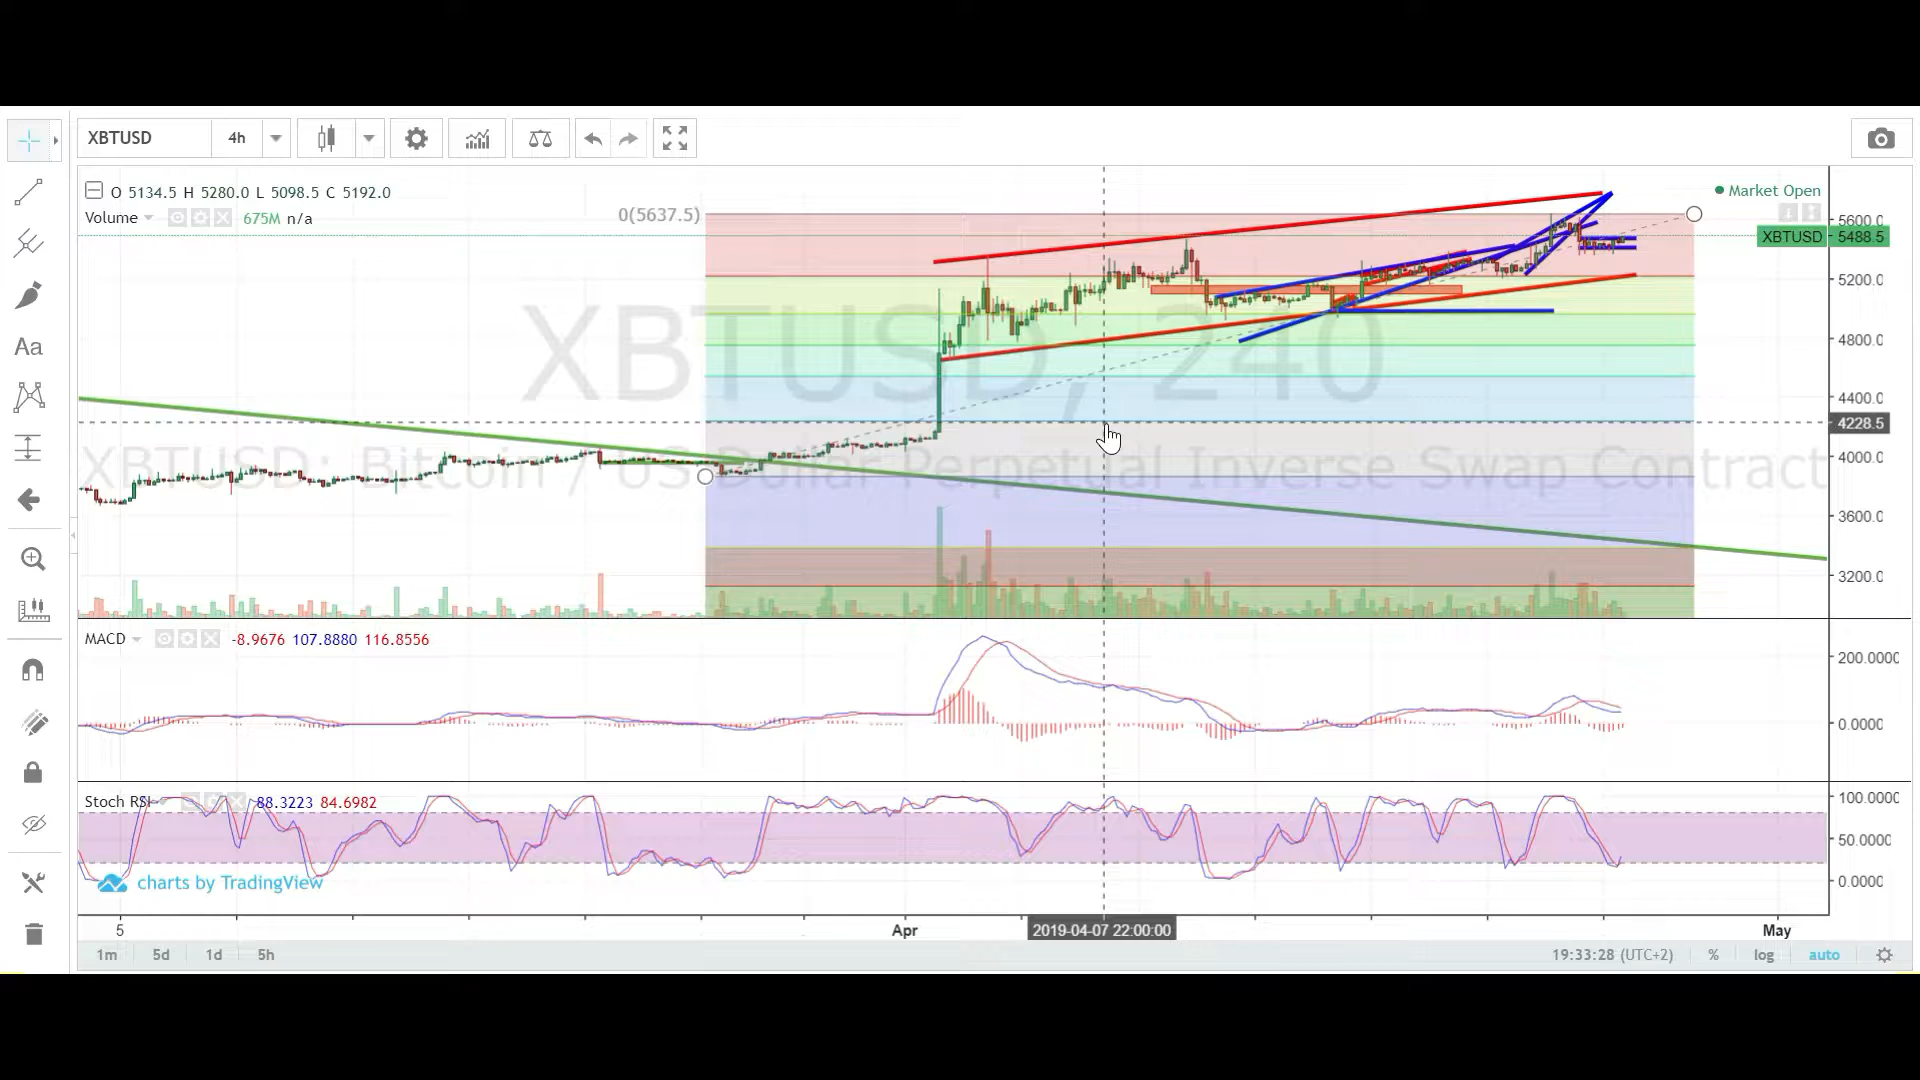 XBTUSD 4h
O 5134.5 H 5280.0 L 5098.5 C 5192.0
Market Open
Volume 675M n/a
0(5637.5)
5600.0
XBTUSD 5488.5
5200.0
Aa
XBTUSD, 240
4800.0
4400.0
4228.5
4000.0
XBTUSD: Bitcoin / US Dollar Perpetual Inverse Swap Contract
3600.0
3200.0
MACD -8.9676 107.8880 116.8556
200.0000
0.0000
Stoch RSI 88.3223 84.6982
100.0000
50.0000
0.0000
charts by TradingView
5 Apr 2019-04-07 22:00:00 May
1m 5d 1d 5h 19:33:28 (UTC+2) % log auto